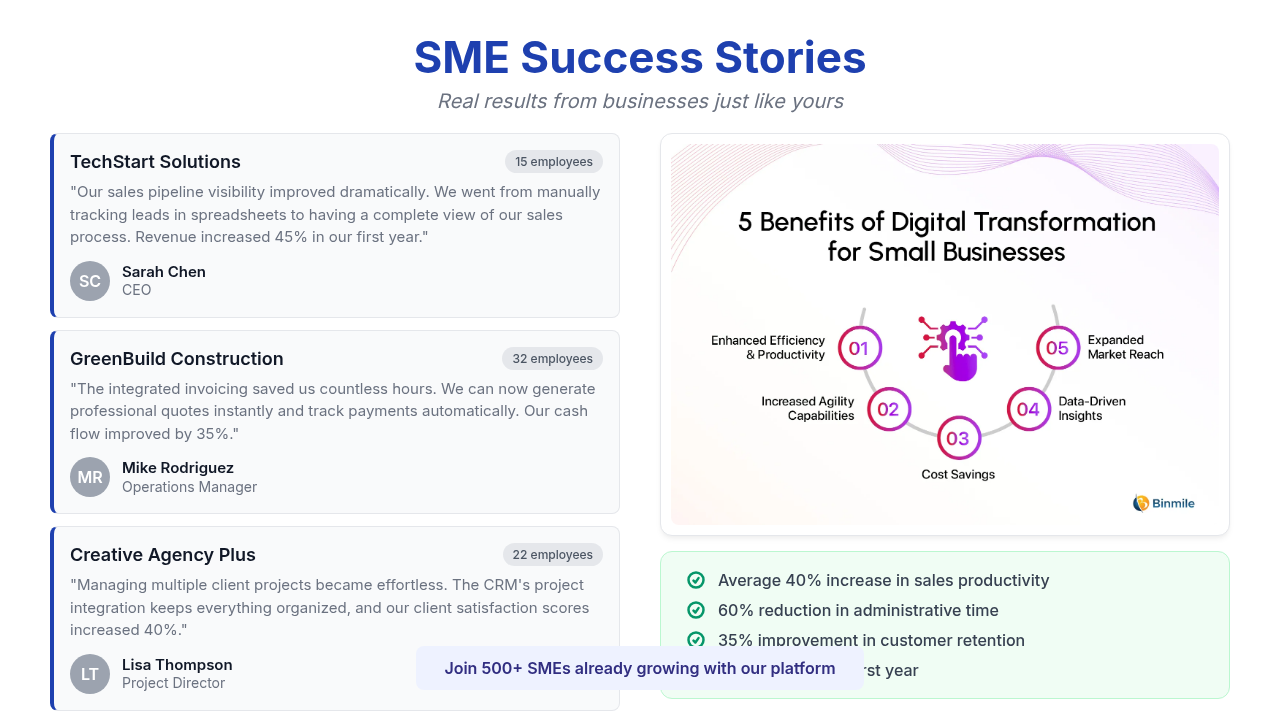 SME Success Stories
Real results from businesses just like yours
TechStart Solutions
15 employees
"Our sales pipeline visibility improved dramatically. We went from manually
tracking leads in spreadsheets to having a complete view of our sales
process. Revenue increased 45% in our first year."
SC
Sarah Chen
CEO
GreenBuild Construction
32 employees
"The integrated invoicing saved us countless hours. We can now generate
professional quotes instantly and track payments automatically. Our cash
flow improved by 35%."
MR
Mike Rodriguez
Operations Manager
Creative Agency Plus
22 employees
"Managing multiple client projects became effortless. The CRM's project
integration keeps everything organized, and our client satisfaction scores
increased 40%."
LT
Lisa Thompson
Project Director
5 Benefits of Digital Transformation
for Small Businesses
Enhanced Efficiency
& Productivity
01
Increased Agility
Capabilities
02
03
Cost Savings
04
Data-Driven
Insights
05
Expanded
Market Reach
Binmile
Average 40% increase in sales productivity
60% reduction in administrative time
35% improvement in customer retention
year
Join 500+ SMEs already growing with our platform